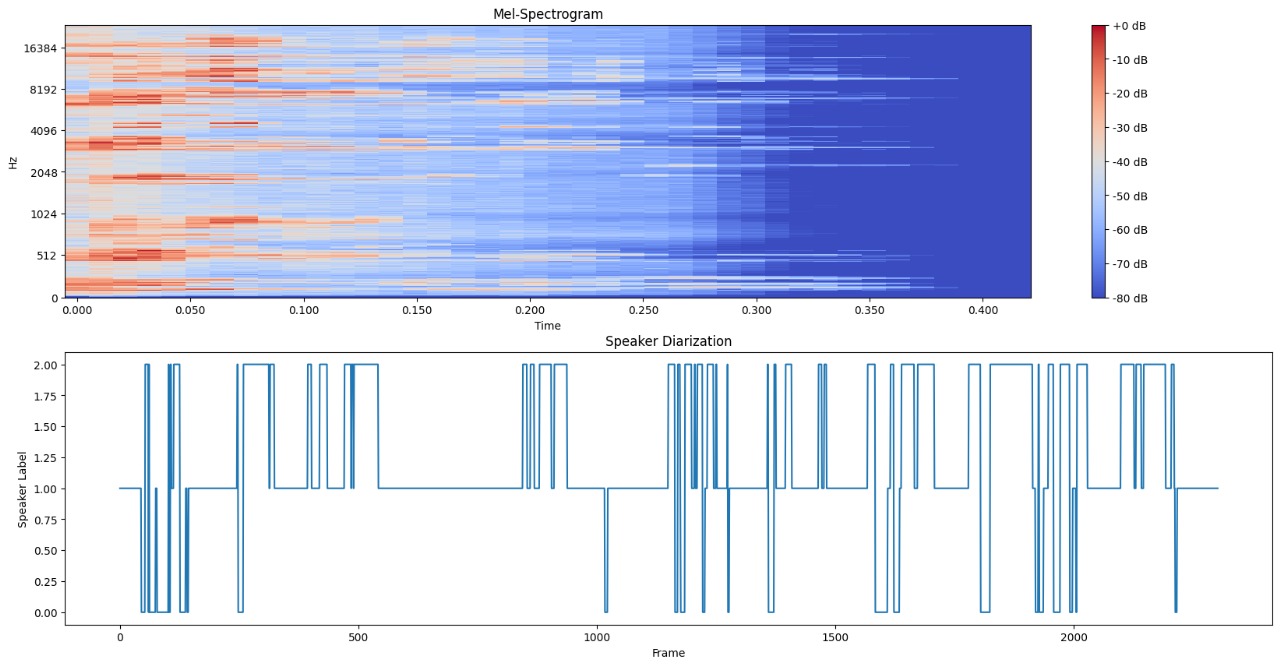 Mel-Spectrogram
Hz
16384
8192
4096
2048
1024
512
0
0.000 0.050 0.100 0.150 0.200 0.250 0.300 0.350 0.400
Time
+0 dB
-10 dB
-20 dB
-30 dB
-40 dB
-50 dB
-60 dB
-70 dB
-80 dB
Speaker Diarization
Speaker Label
2.00
1.75
1.50
1.25
1.00
0.75
0.50
0.25
0.00
0 500 1000 1500 2000
Frame